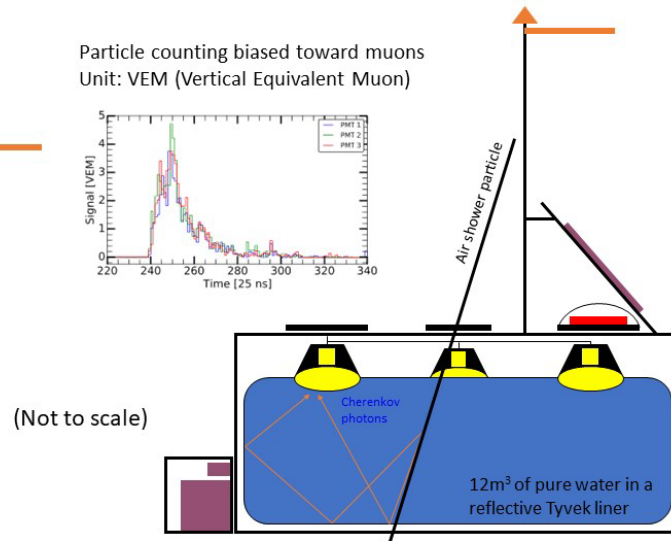 Particle counting biased toward muons
Unit: VEM (Vertical Equivalent Muon)
5
4
3
2
1
0
Signal [VEM]
PMT 1
PMT 2
PMT 3
220 240 260 280 300 320 340
Time [25 ns]
Air shower particle
(Not to scale)
Cherenkov
photons
12m³ of pure water in a
reflective Tyvek liner